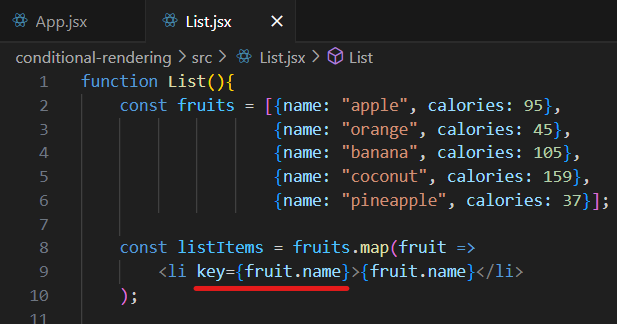 App.jsx List.jsx ×
conditional-rendering > src > List.jsx > List
1 function List(){
2 const fruits = [{name: "apple", calories: 95},
3 {name: "orange", calories: 45},
4 {name: "banana", calories: 105},
5 {name: "coconut", calories: 159},
6 {name: "pineapple", calories: 37}];
7
8 const listItems = fruits.map(fruit =>
9 <li key={fruit.name}>{fruit.name}</li>
10 );
11